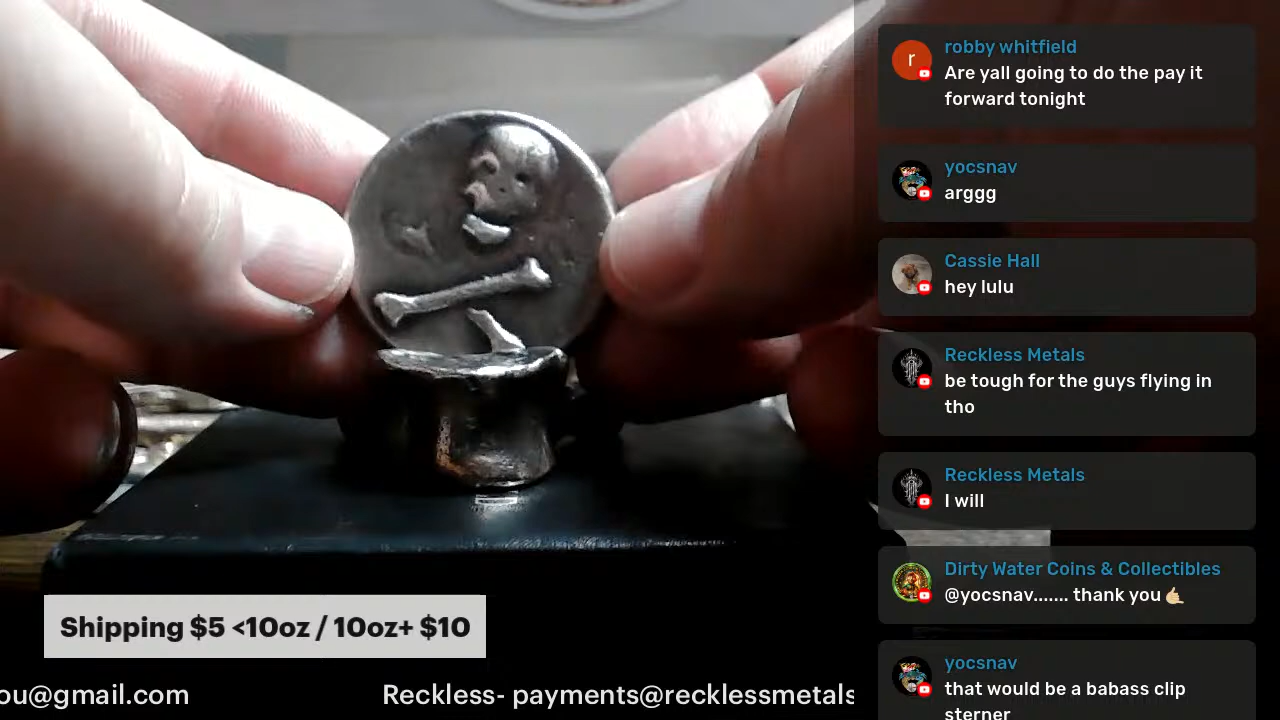 robby whitfield
Are yall going to do the pay it
forward tonight
yocsnav
arggg
Cassie Hall
hey lulu
Reckless Metals
be tough for the guys flying in
tho
Reckless Metals
I will
Dirty Water Coins & Collectibles
@yocsnav....... thank you🤙🏼
yocsnav
that would be a babass clip
sterner
Shipping $5 <10oz / 10oz+ $10
ou@gmail.com Reckless- payments@recklessmetals
r